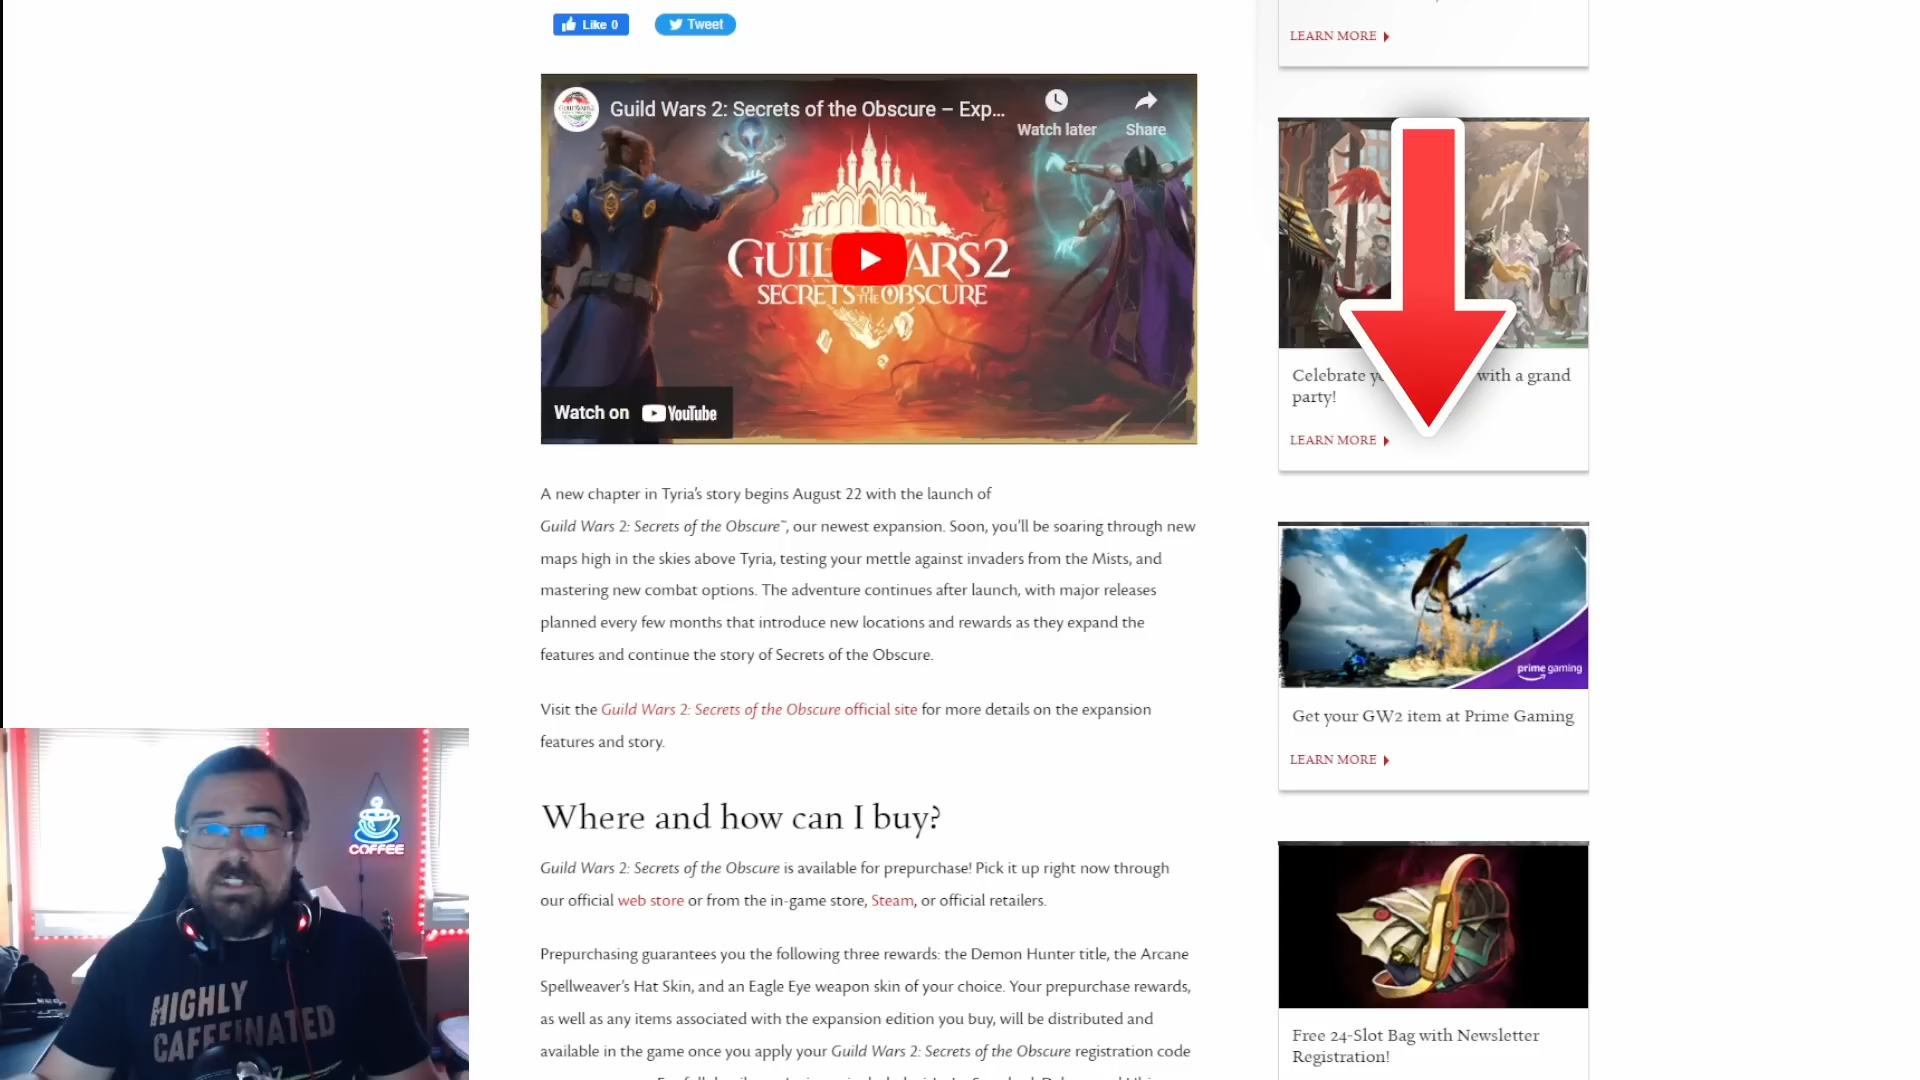 Like 0
Tweet
Guild Wars 2: Secrets of the Obscure – Exp...
Watch later
Share
GUILD WARS 2
SECRETS OF THE OBSCURE
Watch on YouTube
A new chapter in Tyria's story begins August 22 with the launch of
Guild Wars 2: Secrets of the Obscure™, our newest expansion. Soon, you'll be soaring through new
maps high in the skies above Tyria, testing your mettle against invaders from the Mists, and
mastering new combat options. The adventure continues after launch, with major releases
planned every few months that introduce new locations and rewards as they expand the
features and continue the story of Secrets of the Obscure.
Visit the Guild Wars 2: Secrets of the Obscure official site for more details on the expansion
features and story.
Where and how can I buy?
Guild Wars 2: Secrets of the Obscure is available for prepurchase! Pick it up right now through
our official web store or from the in-game store, Steam, or official retailers.
Prepurchasing guarantees you the following three rewards: the Demon Hunter title, the Arcane
Spellweaver's Hat Skin, and an Eagle Eye weapon skin of your choice. Your prepurchase rewards,
as well as any items associated with the expansion edition you buy, will be distributed and
available in the game once you apply your Guild Wars 2: Secrets of the Obscure registration code
LEARN MORE
Celebrate with a grand
party!
LEARN MORE
prime gaming
Get your GW2 item at Prime Gaming
LEARN MORE
Free 24-Slot Bag with Newsletter
Registration!
COFFEE
HIGHLY
CAFFEINATED